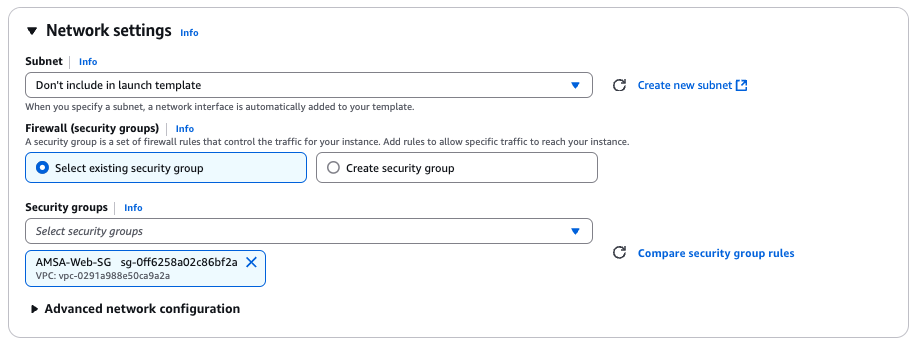 Network settings Info
Subnet Info
Don't include in launch template
Create new subnet
When you specify a subnet, a network interface is automatically added to your template.
Firewall (security groups) Info
A security group is a set of firewall rules that control the traffic for your instance. Add rules to allow specific traffic to reach your instance.
Select existing security group
Create security group
Security groups Info
Select security groups
AMSA-Web-SG sg-0ff6258a02c86bf2a
VPC: vpc-0291a988e50ca9a2a
Compare security group rules
Advanced network configuration